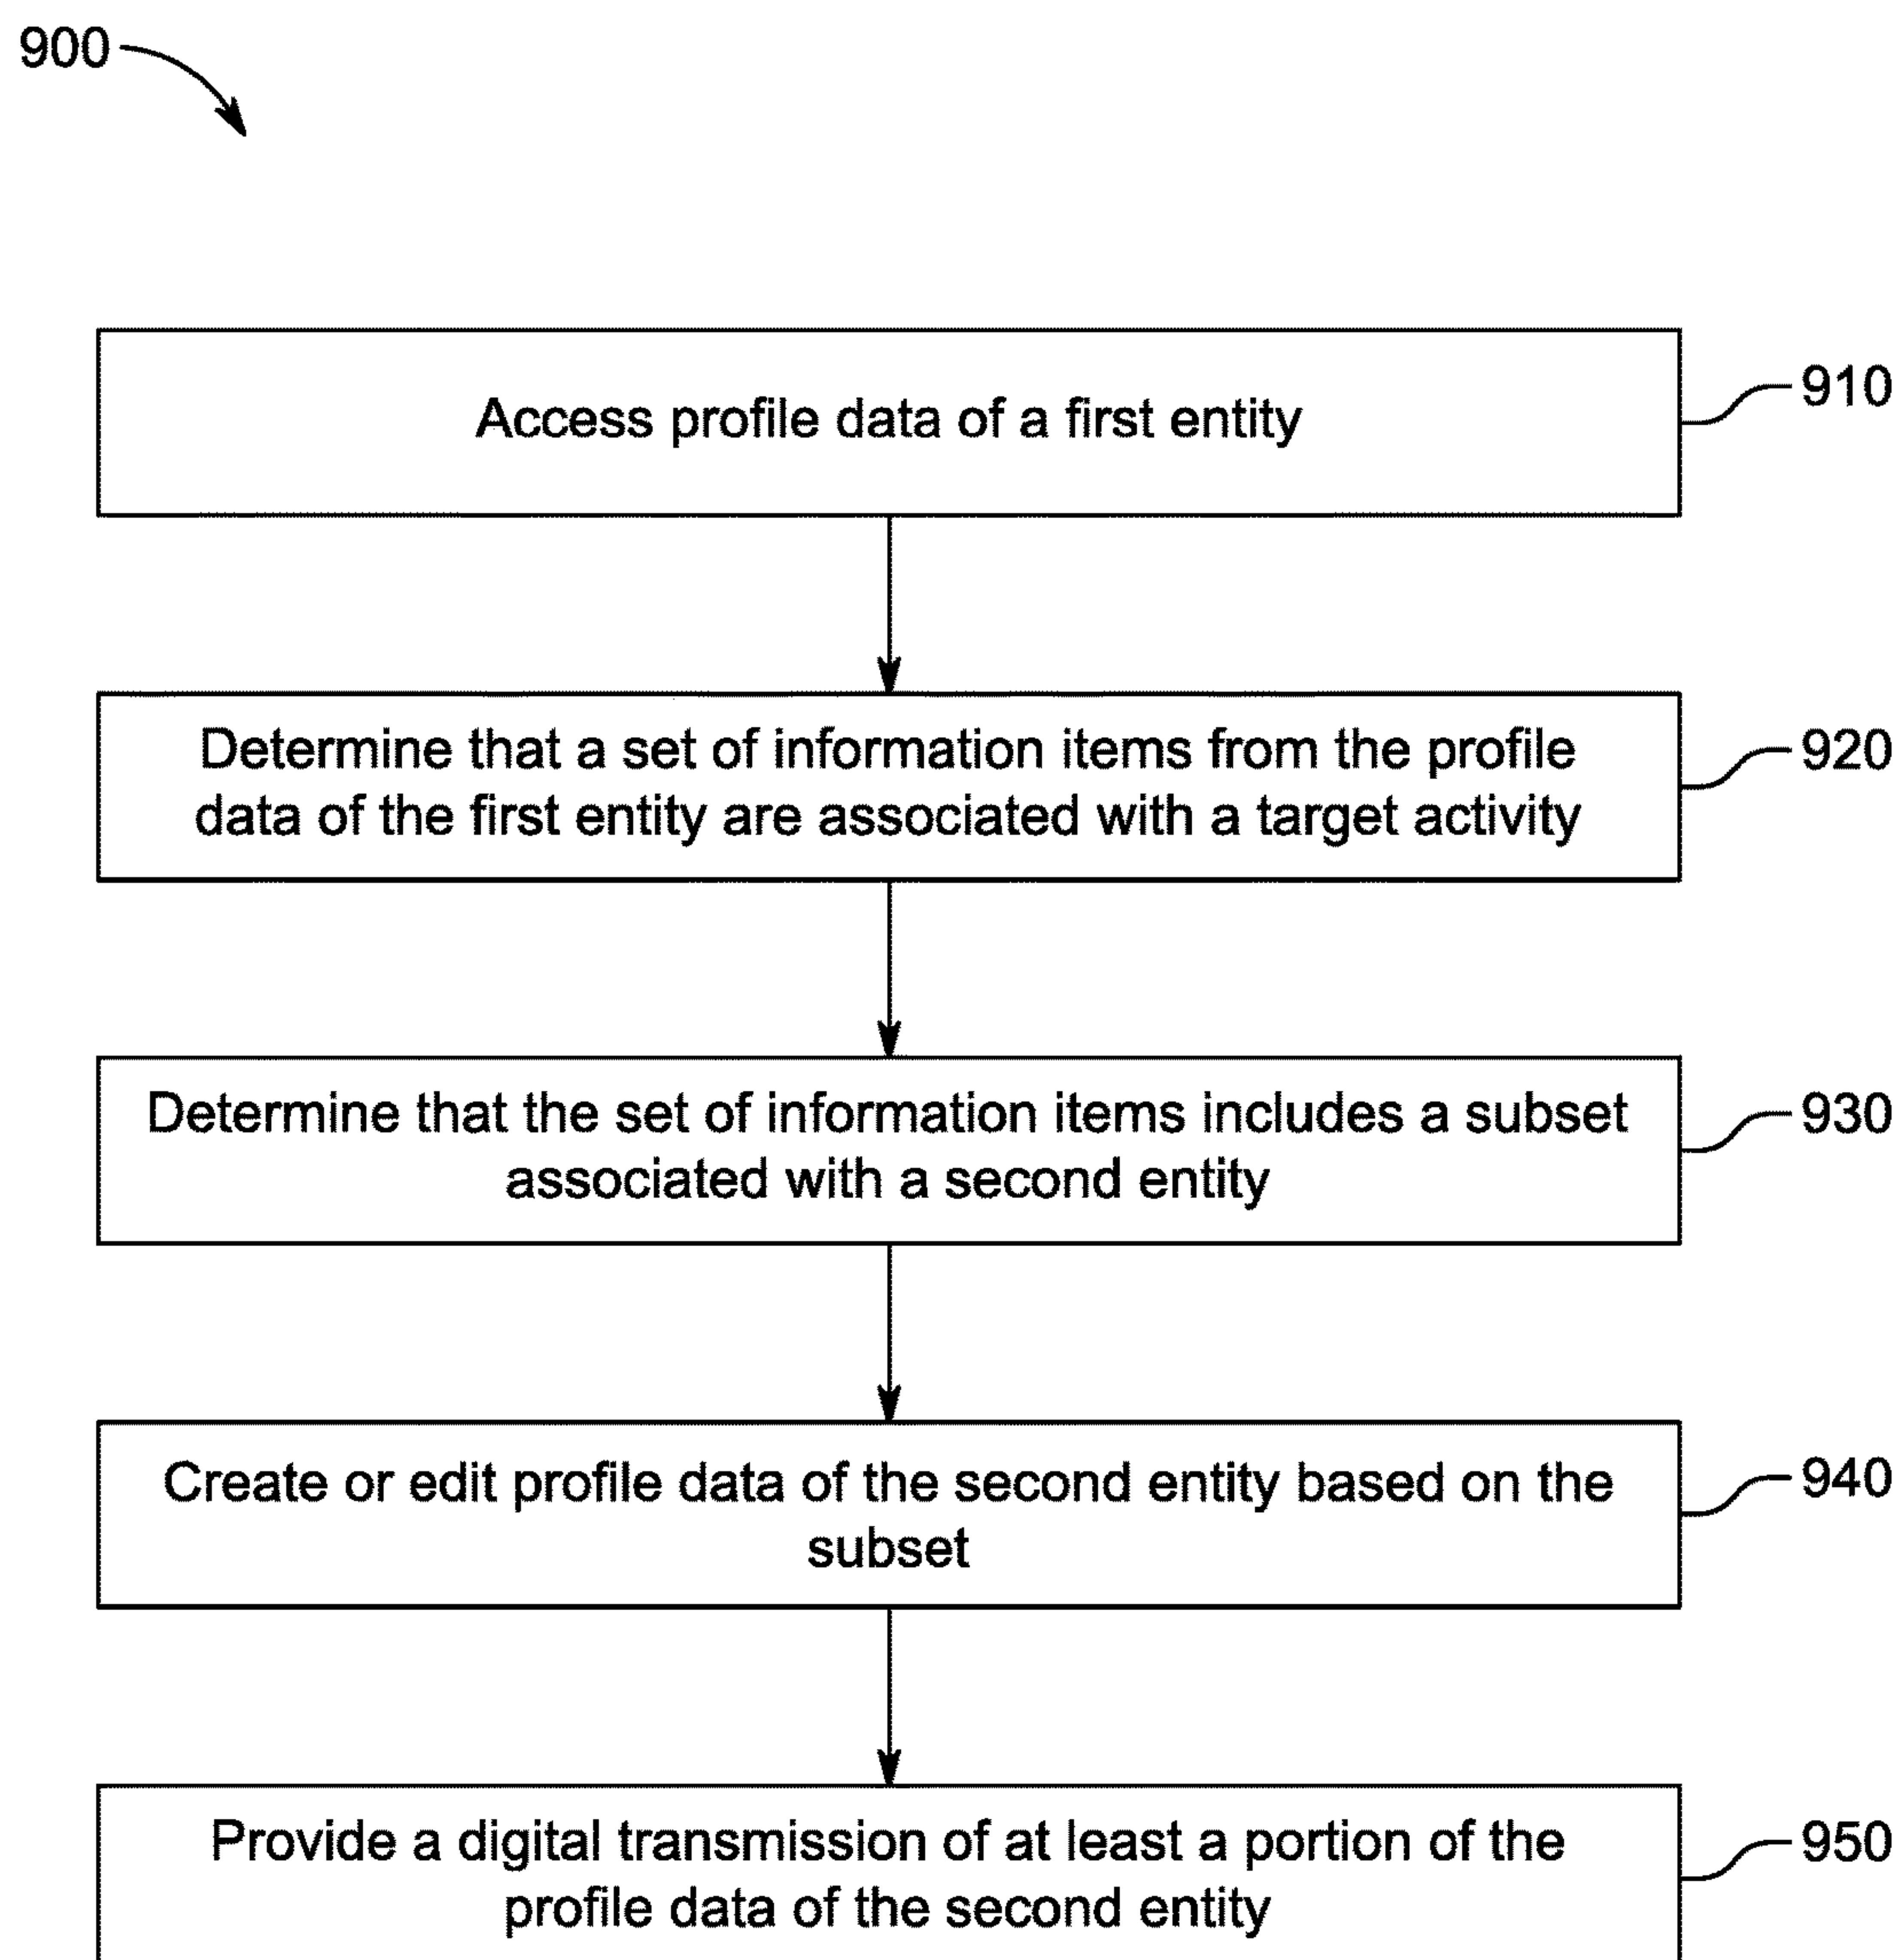 900
Access profile data of a first entity
910
Determine that a set of information items from the profile
data of the first entity are associated with a target activity
920
Determine that the set of information items includes a subset
associated with a second entity
930
Create or edit profile data of the second entity based on the
subset
940
Provide a digital transmission of at least a portion of the
profile data of the second entity
950